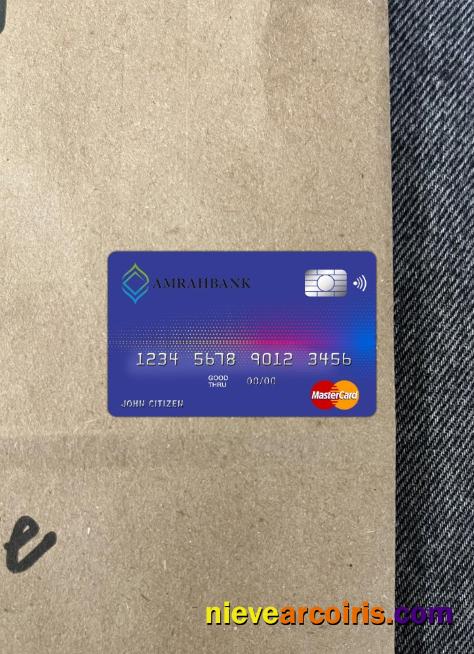 AMRAHBANK
1234 5678 9012 3456
GOOD
THRU 00/00
JOHN CITIZEN
MasterCard
e
nievearcoiris.com